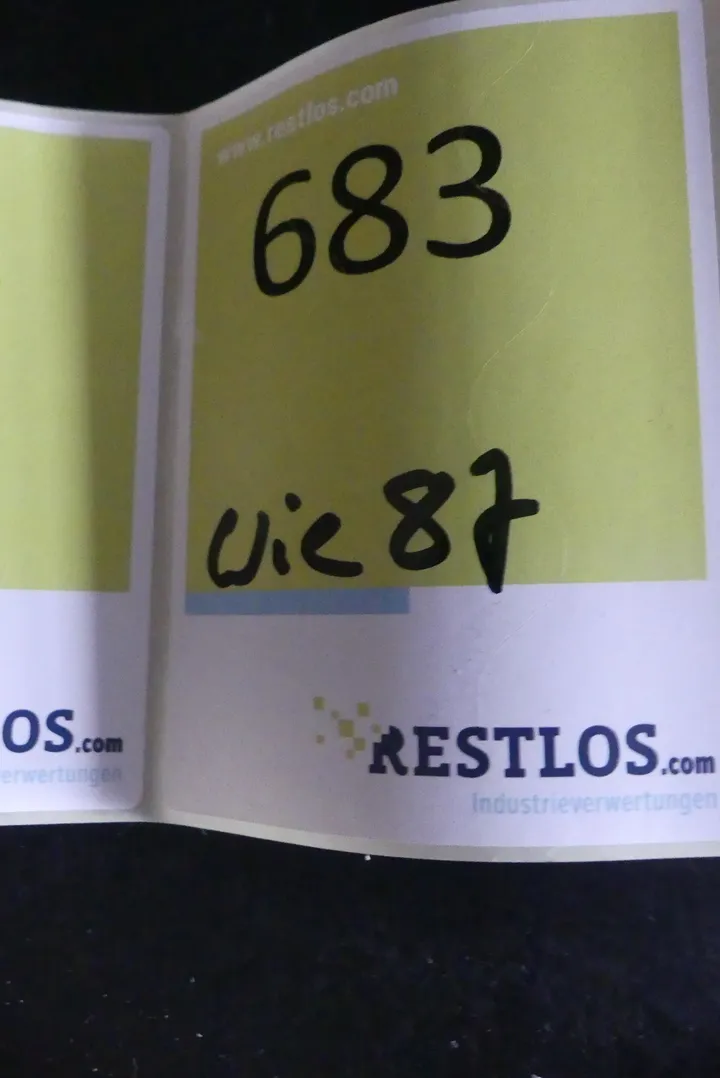 www.restlos.com
683
wie 87
OS.com
erwertungen
RESTLOS.com
Industrieverwertungen